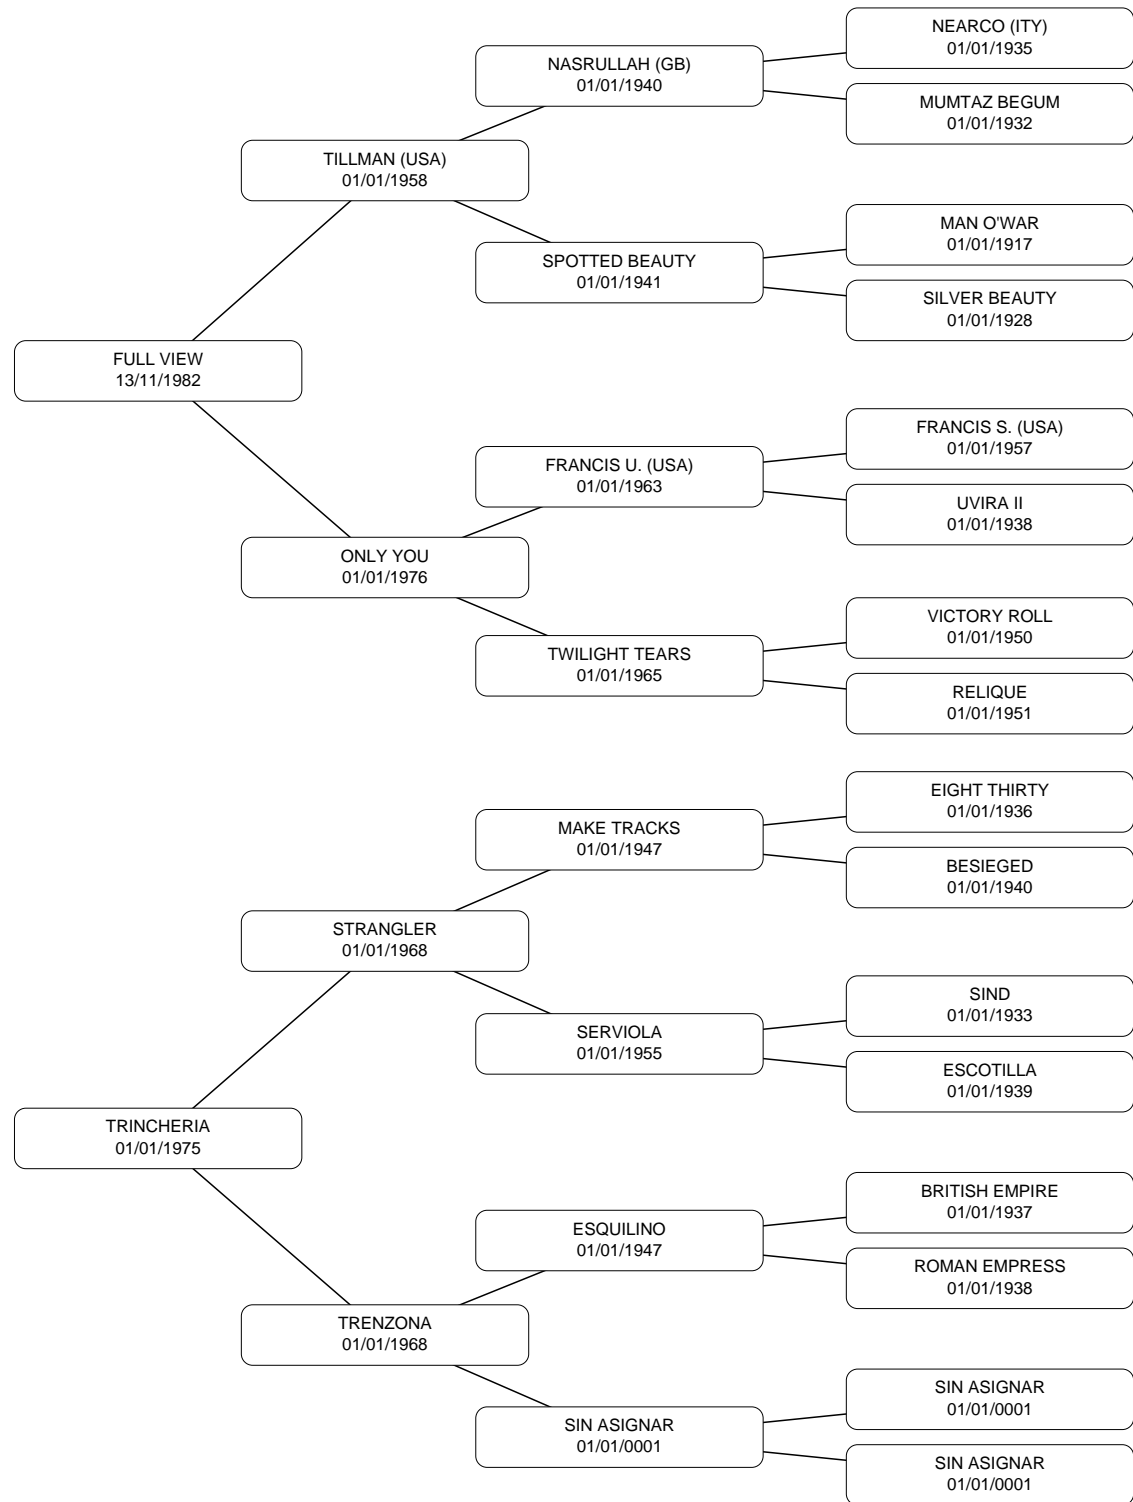 NEARCO (ITY)
01/01/1935
NASRULLAH (GB)
01/01/1940
MUMTAZ BEGUM
01/01/1932
TILLMAN (USA)
01/01/1958
MAN O'WAR
01/01/1917
SPOTTED BEAUTY
01/01/1941
SILVER BEAUTY
01/01/1928
FULL VIEW
13/11/1982
FRANCIS S. (USA)
01/01/1957
FRANCIS U. (USA)
01/01/1963
UVIRA II
01/01/1938
ONLY YOU
01/01/1976
VICTORY ROLL
01/01/1950
TWILIGHT TEARS
01/01/1965
RELIQUE
01/01/1951
EIGHT THIRTY
01/01/1936
MAKE TRACKS
01/01/1947
BESIEGED
01/01/1940
STRANGLER
01/01/1968
SIND
01/01/1933
SERVIOLA
01/01/1955
ESCOTILLA
01/01/1939
TRINCHERIA
01/01/1975
BRITISH EMPIRE
01/01/1937
ESQUILINO
01/01/1947
ROMAN EMPRESS
01/01/1938
TRENZONA
01/01/1968
SIN ASIGNAR
01/01/0001
SIN ASIGNAR
01/01/0001
SIN ASIGNAR
01/01/0001